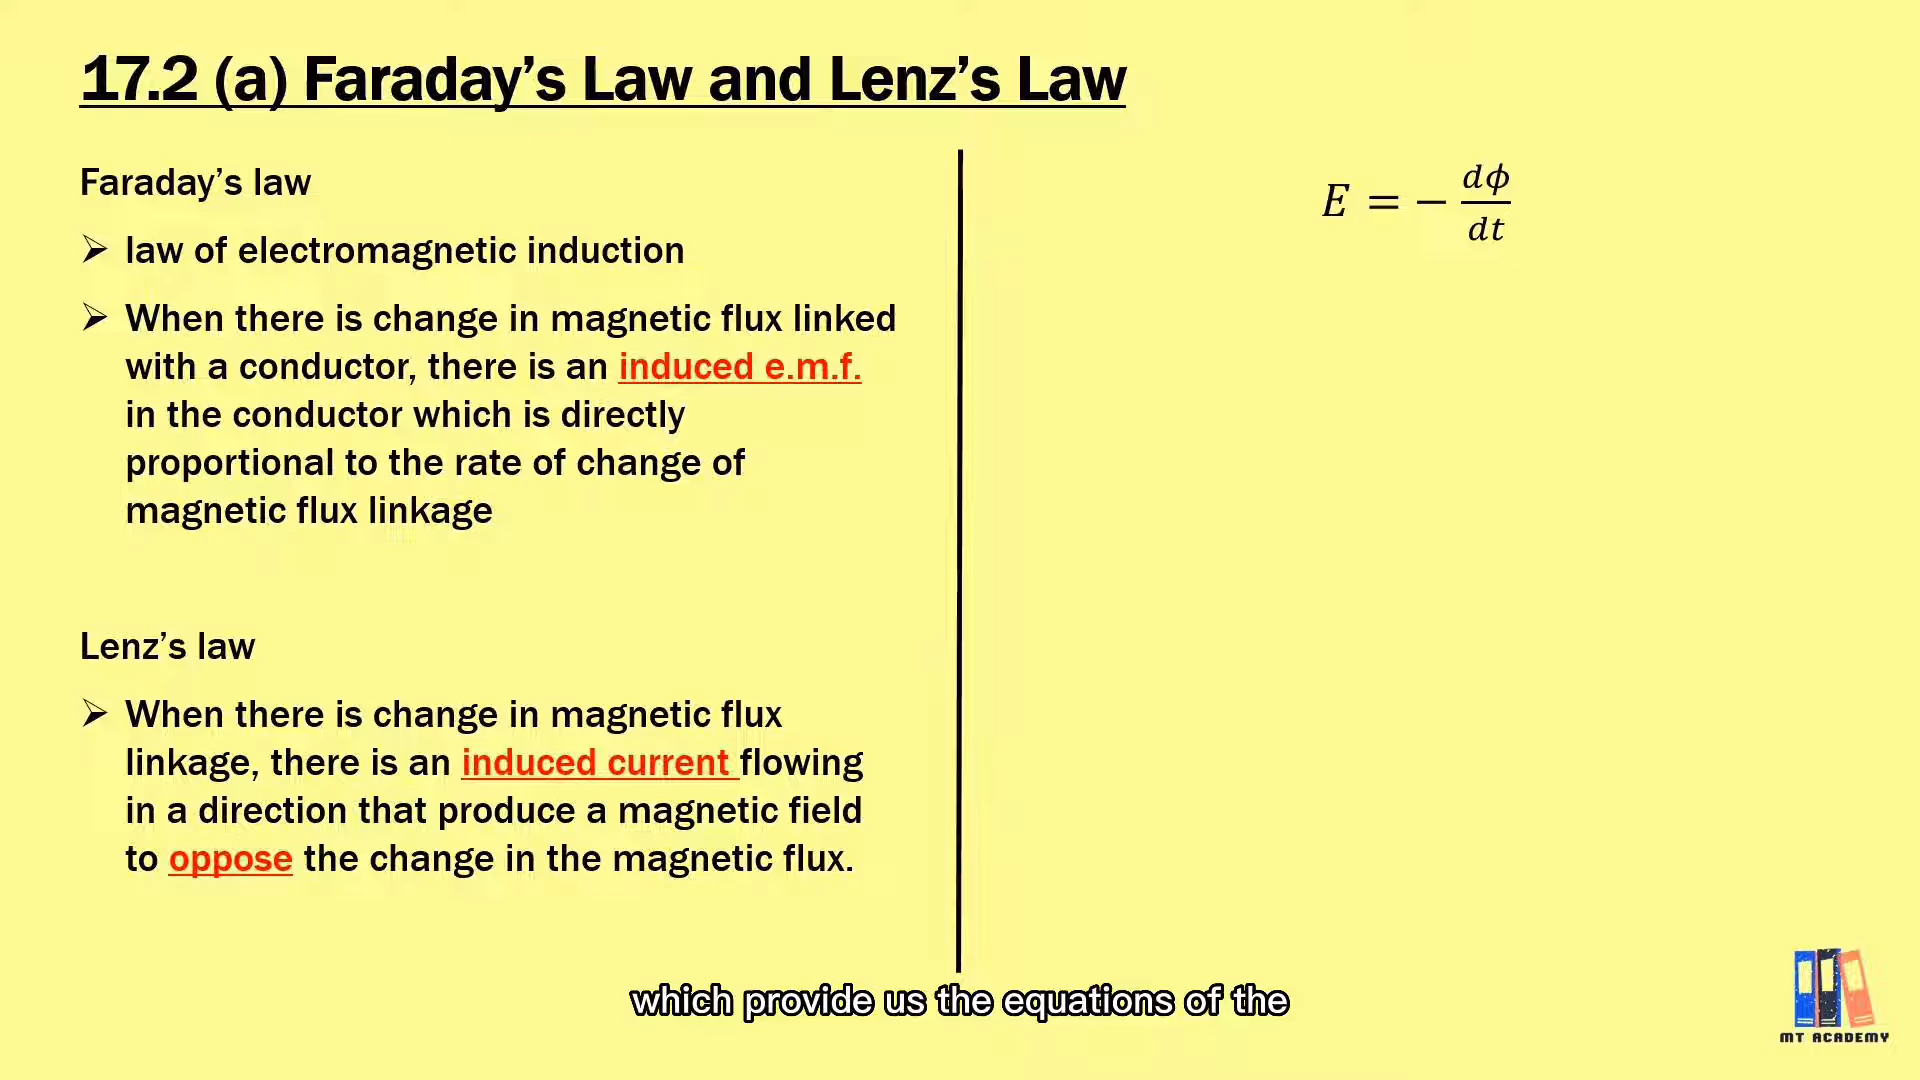 17.2 (a) Faraday’s Law and Lenz’s Law
Faraday’s law
➢ law of electromagnetic induction
➢ When there is change in magnetic flux linked
with a conductor, there is an induced e.m.f.
in the conductor which is directly
proportional to the rate of change of
magnetic flux linkage
Lenz’s law
➢ When there is change in magnetic flux
linkage, there is an induced current flowing
in a direction that produce a magnetic field
to oppose the change in the magnetic flux.
E = − dϕ/dt
which provide us the equations of the
MT ACADEMY